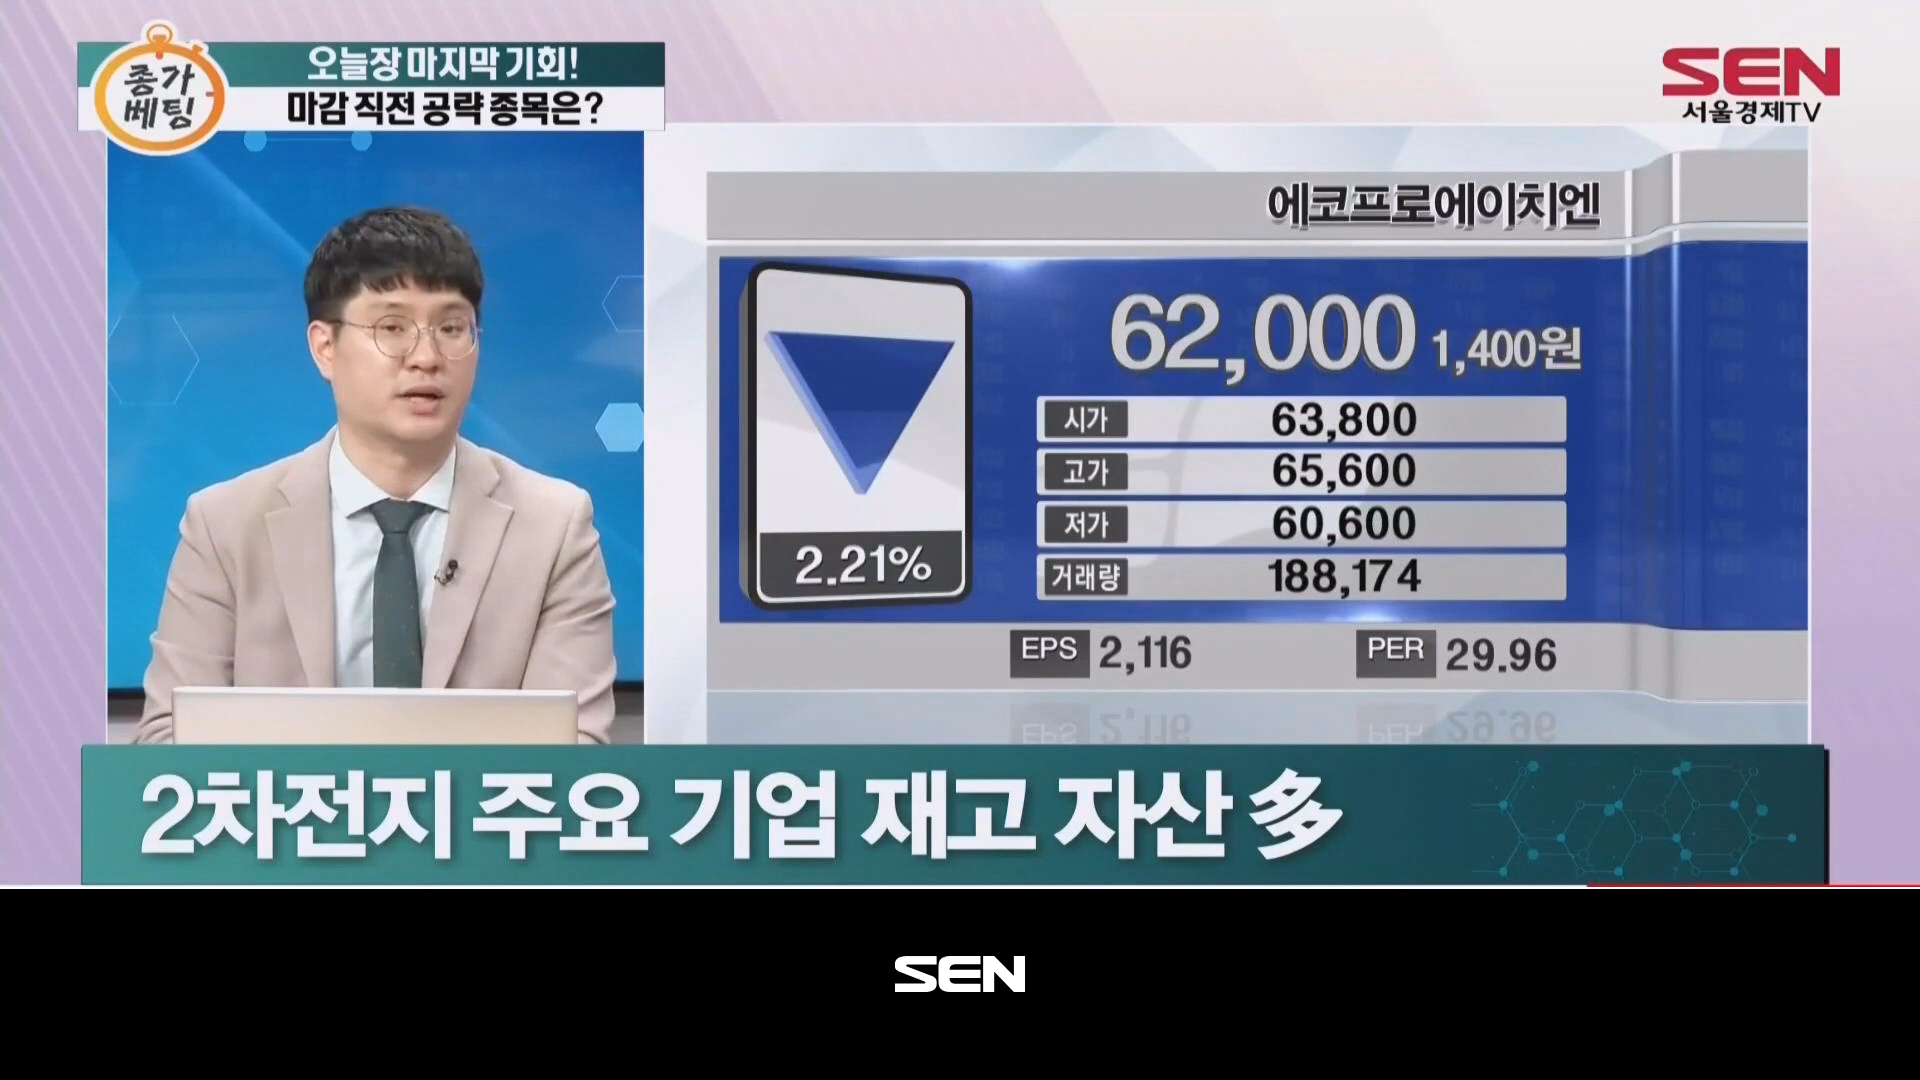 종가
베팅
오늘장 마지막 기회!
마감 직전 공략 종목은?
SEN
서울경제TV
에코프로에이치엔
62,000 1,400원
2.21%
시가 63,800
고가 65,600
저가 60,600
거래량 188,174
EPS 2,116 PER 29.96
2차전지 주요 기업 재고 자산 多
SEN